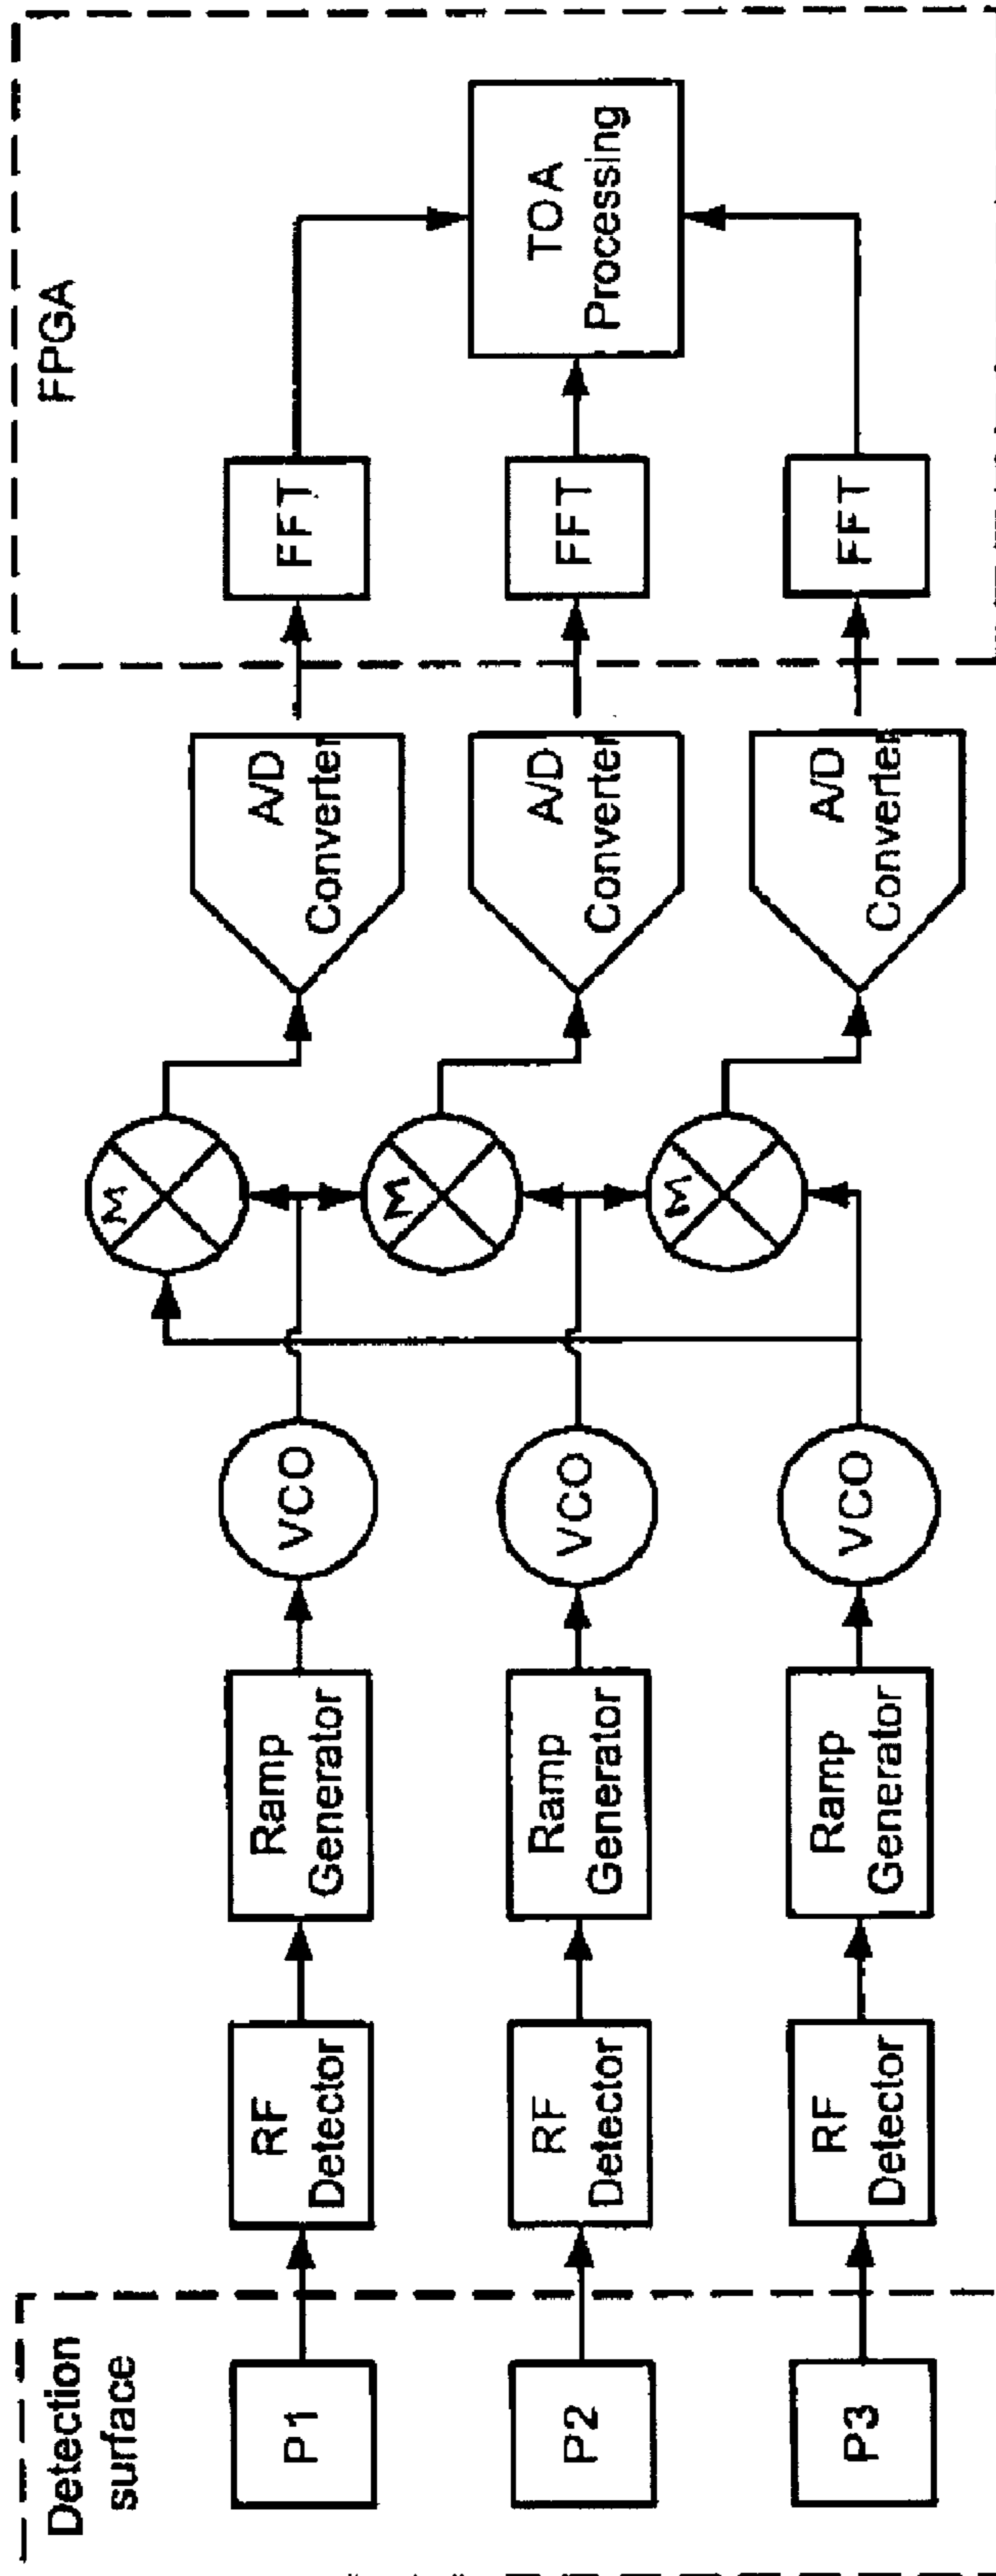 Detection
surface
P1
P2
P3
RF
Detector
RF
Detector
RF
Detector
Ramp
Generator
Ramp
Generator
Ramp
Generator
VCO
VCO
VCO
Σ
Σ
Σ
A/D
Converter
A/D
Converter
A/D
Converter
FPGA
FFT
FFT
FFT
TOA
Processing